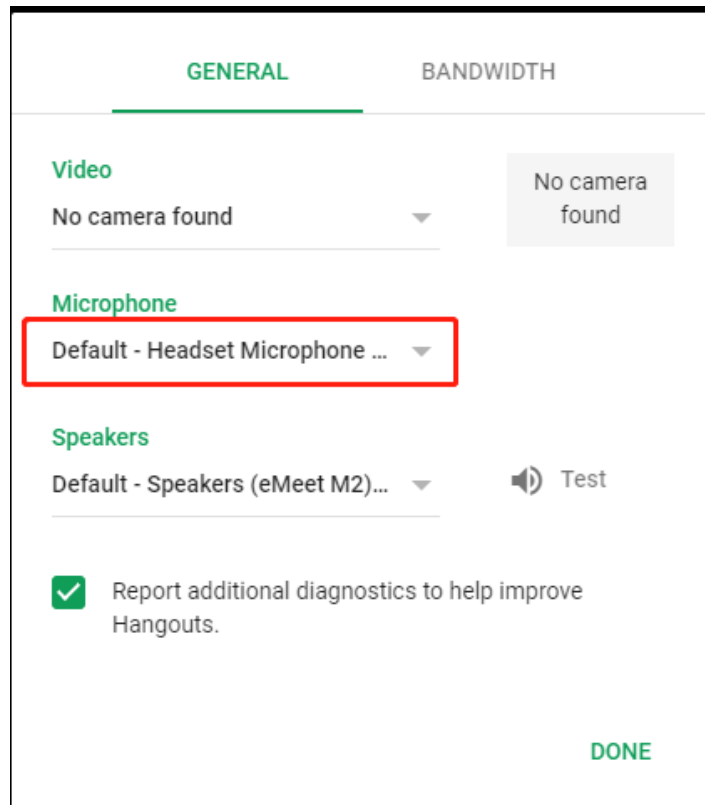 GENERAL BANDWIDTH
Video
No camera found
No camera
found
Microphone
Default - Headset Microphone ...
Speakers
Default - Speakers (eMeet M2)...
Test
Report additional diagnostics to help improve
Hangouts.
DONE